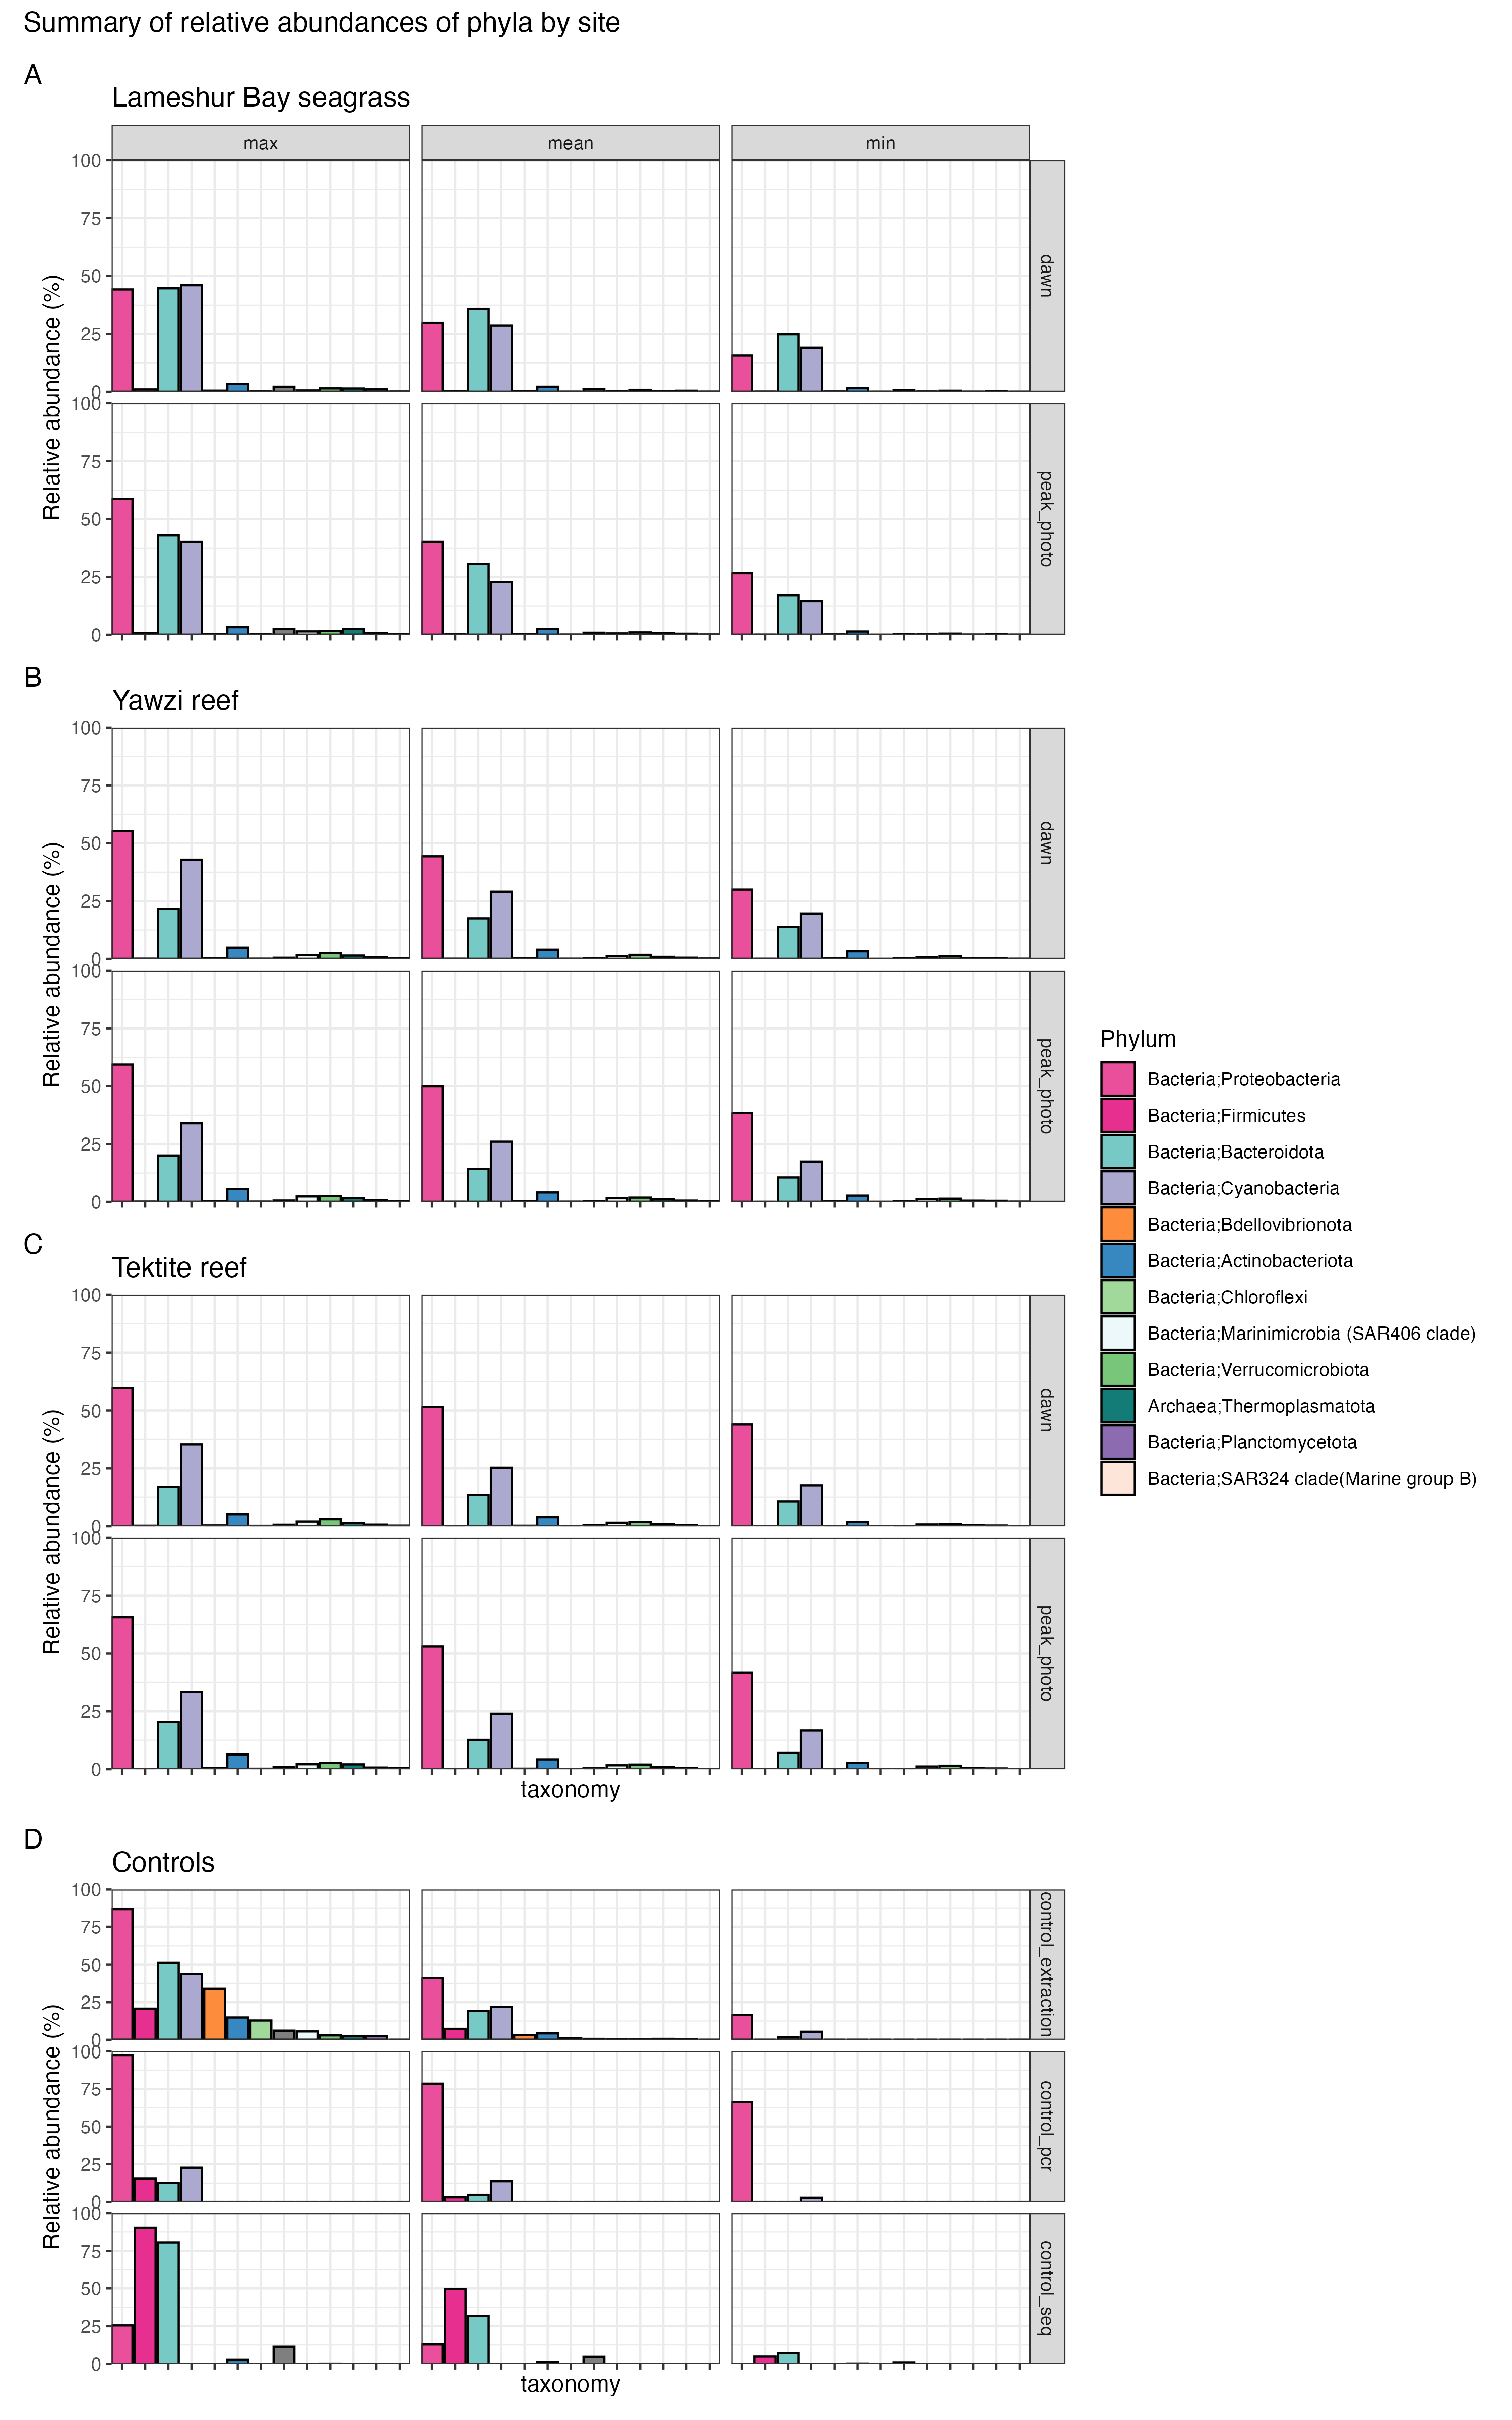 Summary of relative abundances of phyla by site
A
Lameshur Bay seagrass
max
mean
min
Relative abundance (%)
100
75
50
25
0
dawn
100
75
50
25
0
peak_photo
B
Yawzi reef
Relative abundance (%)
100
75
50
25
0
dawn
100
75
50
25
0
peak_photo
C
Tektite reef
Relative abundance (%)
100
75
50
25
0
dawn
100
75
50
25
0
peak_photo
taxonomy
D
Controls
Relative abundance (%)
100
75
50
25
0
control_extraction
100
75
50
25
0
control_pcr
100
75
50
25
0
control_seq
taxonomy
Phylum
Bacteria;Proteobacteria
Bacteria;Firmicutes
Bacteria;Bacteroidota
Bacteria;Cyanobacteria
Bacteria;Bdellovibrionota
Bacteria;Actinobacteriota
Bacteria;Chloroflexi
Bacteria;Marinimicrobia (SAR406 clade)
Bacteria;Verrucomicrobiota
Archaea;Thermoplasmatota
Bacteria;Planctomycetota
Bacteria;SAR324 clade(Marine group B)